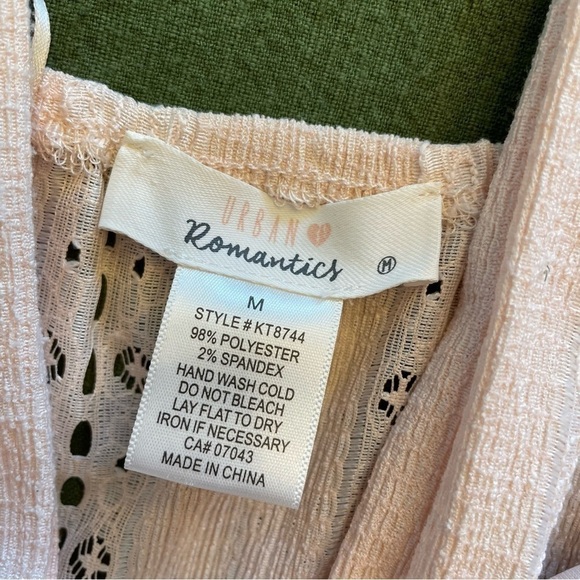 URBAN
Romantics
M
M
STYLE # KT8744
98% POLYESTER
2% SPANDEX
HAND WASH COLD
DO NOT BLEACH
LAY FLAT TO DRY
IRON IF NECESSARY
CA# 07043
MADE IN CHINA